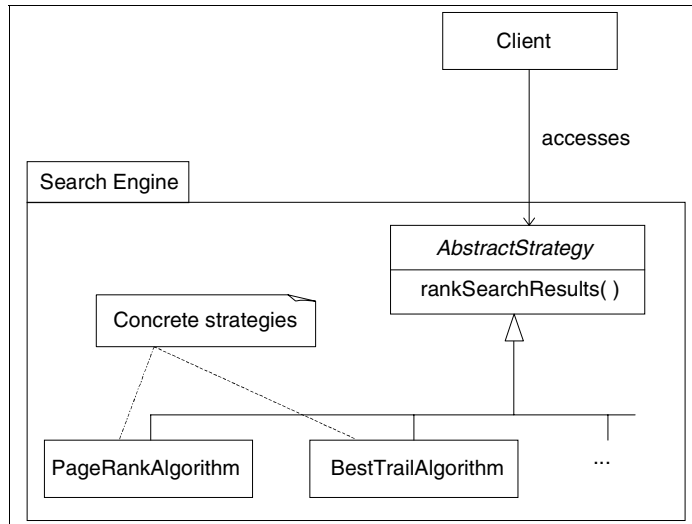 Client
accesses
Search Engine
AbstractStrategy
rankSearchResults( )
Concrete strategies
PageRankAlgorithm
BestTrailAlgorithm
...